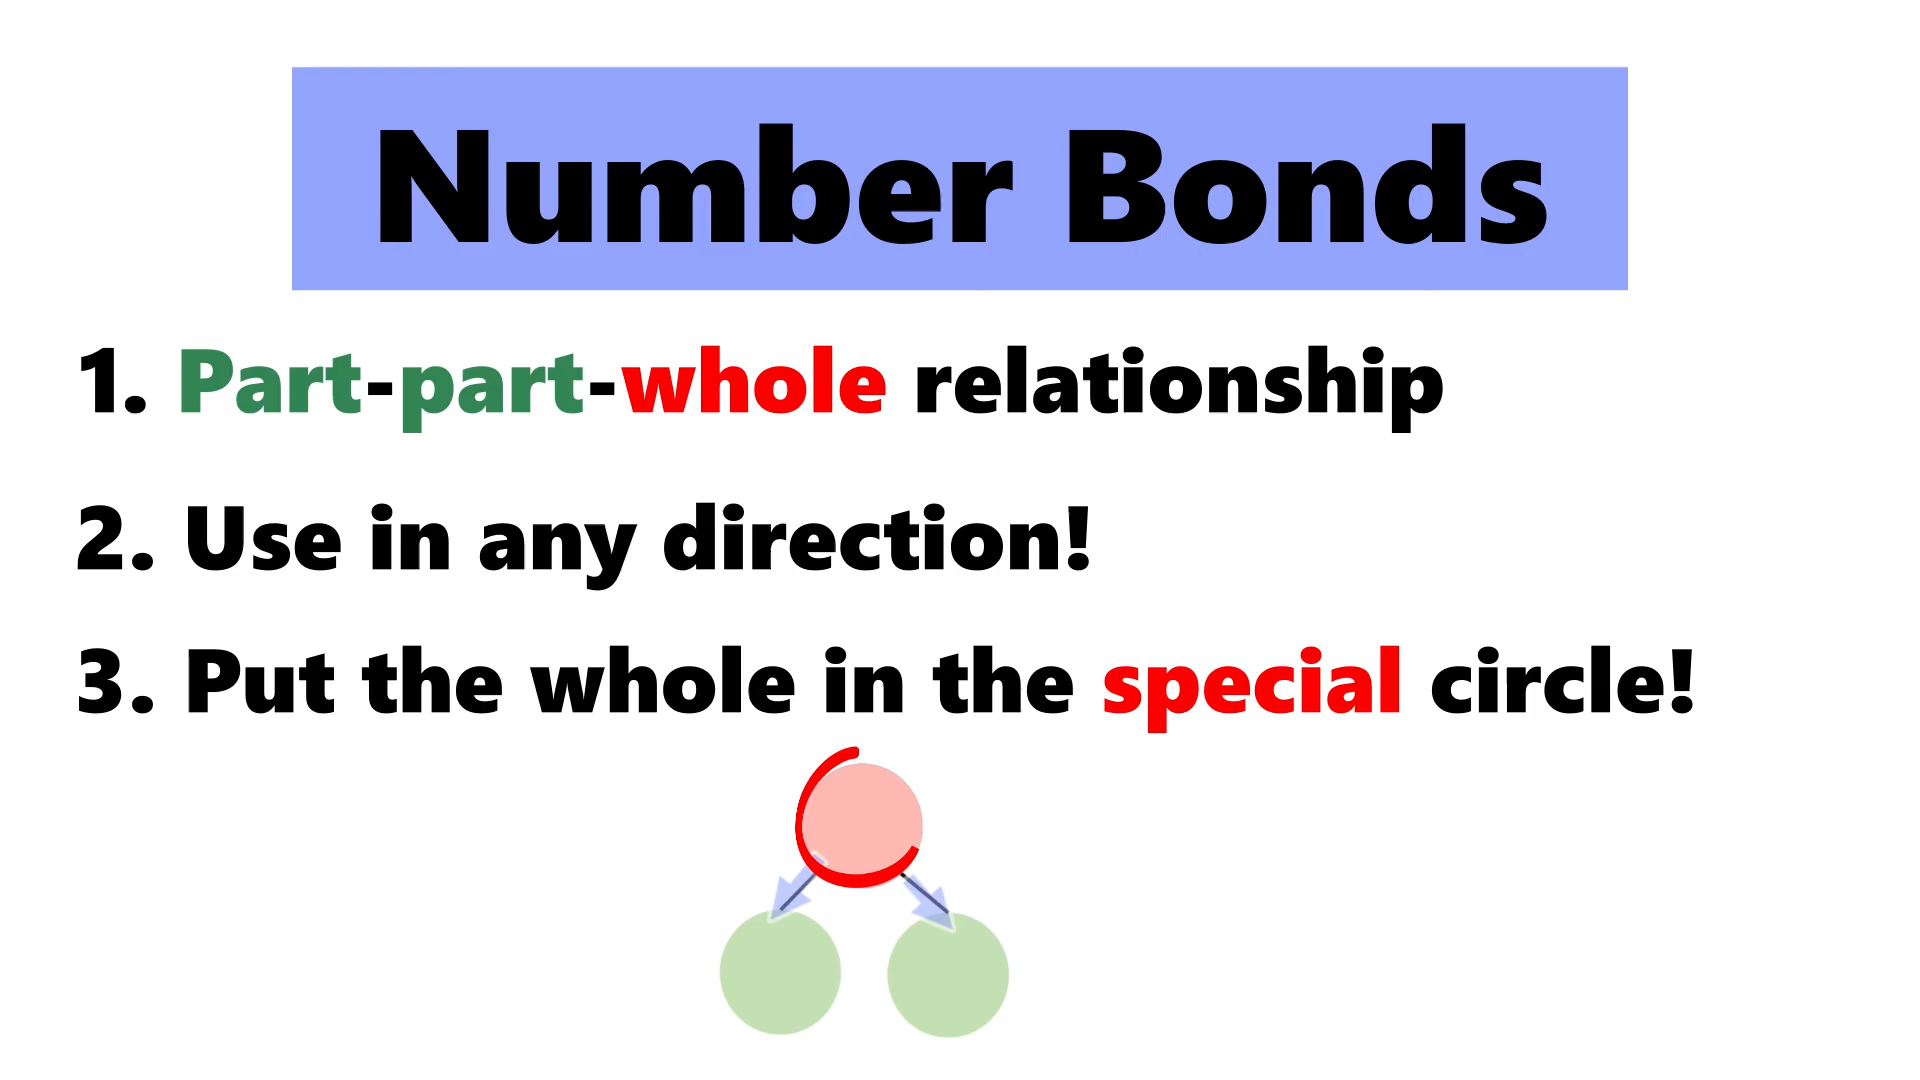 Number Bonds
1. Part-part-whole relationship
2. Use in any direction!
3. Put the whole in the special circle!